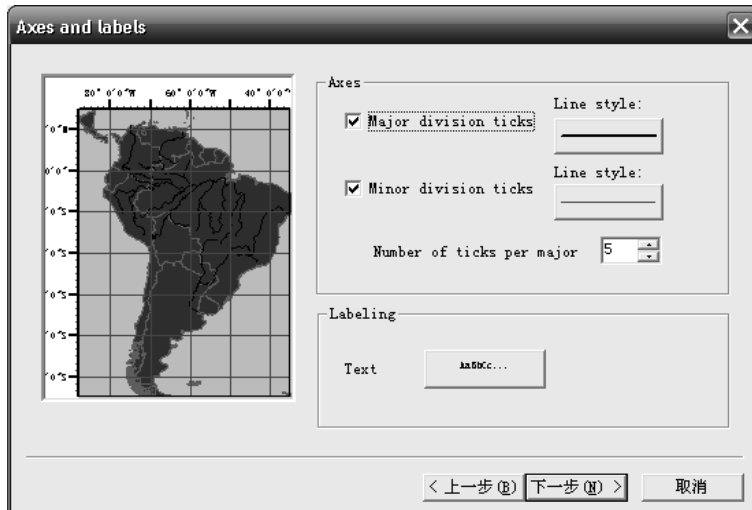 Axes and labels
80°0'0"W 60°0'0"W 40°0'0"
Axes
Major division ticks
Line style:
Minor division ticks
Line style:
Number of ticks per major 5
Labeling
Text AaBbCc...
< 上一步(B) 下一步(N) > 取消